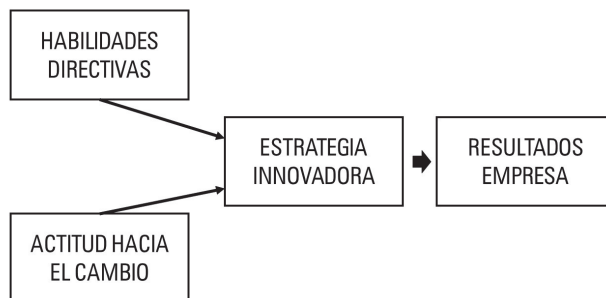 HABILIDADES
DIRECTIVAS
ESTRATEGIA
INNOVADORA
RESULTADOS
EMPRESA
ACTITUD HACIA
EL CAMBIO